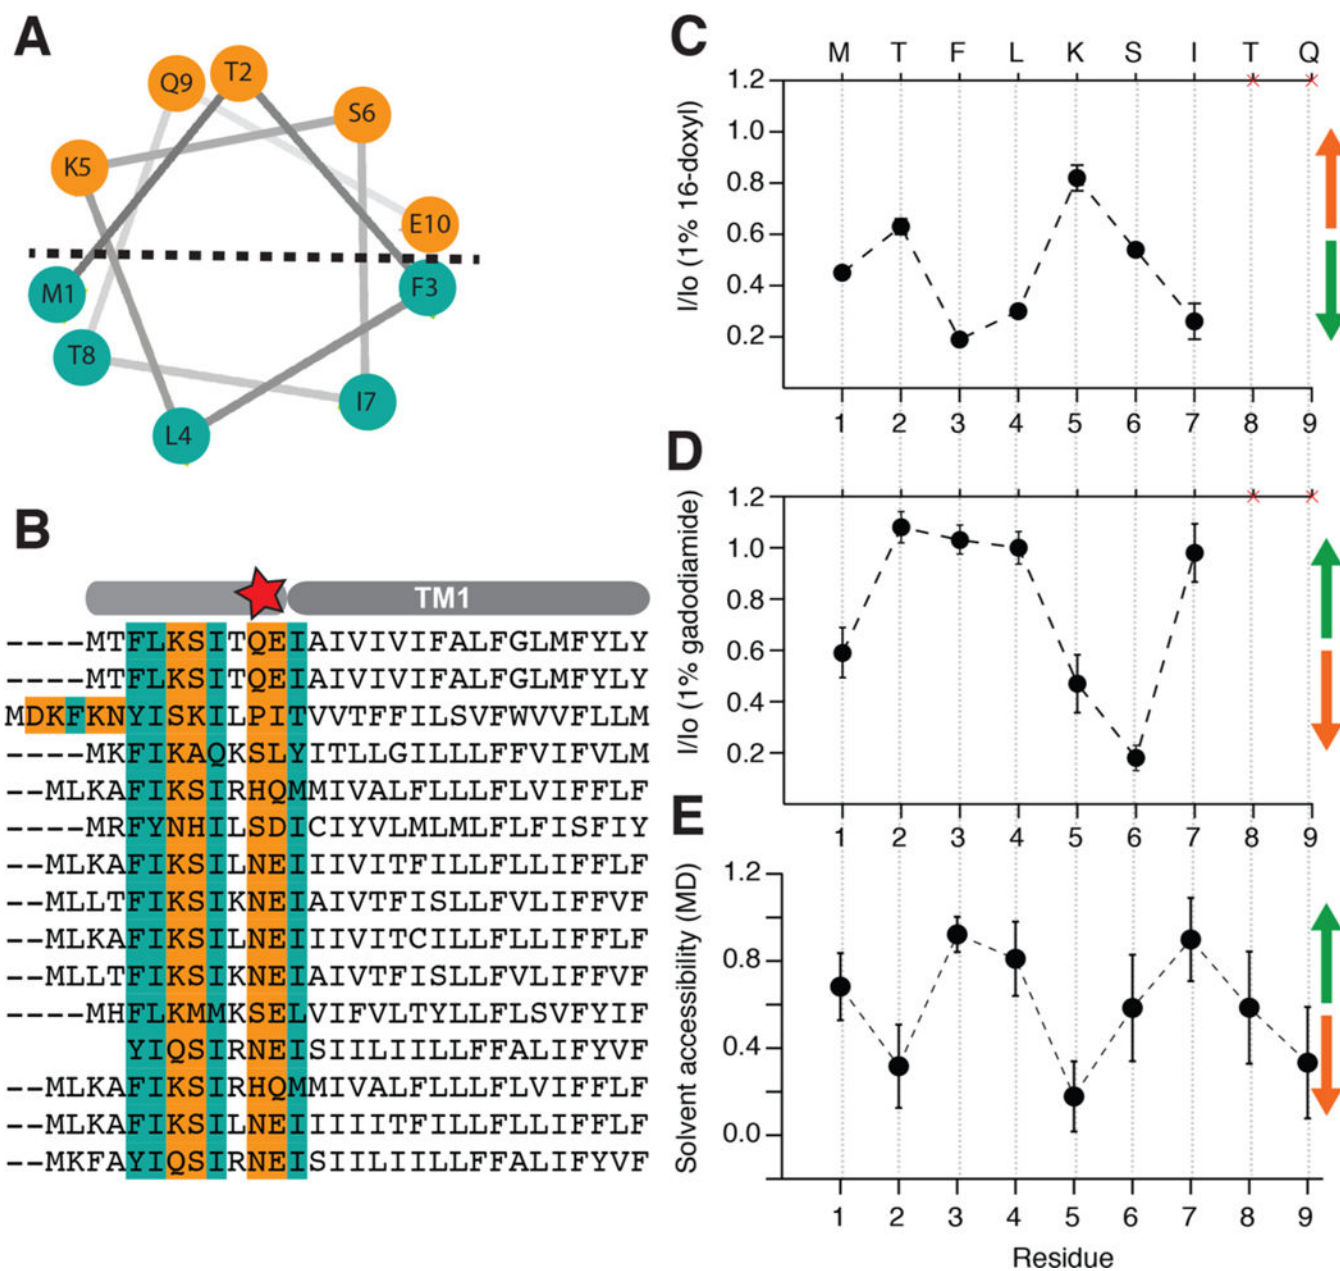 A
Q9
T2
S6
K5
E10
M1
F3
T8
I7
L4
B
TM1
----MTFLKSITQEIAIVIVIFALFGLMFYLY
----MTFLKSITQEIAIVIVIFALFGLMFYLY
MDKFKNYISKILPITVVTFFILSVFWVVFLLM
----MKFIKAQKSLYITLLGILLLFFVIFVLM
--MLKAFIKSIRHQMMIVALFLLLFLVIFFLF
----MRFYNHILSDICIYVLMLMLFLFISFIY
--MLKAFIKSILNEIIIVITFILLFLLIFFLF
--MLLTFIKSIKNEIAIVTFISLLFVLIFFVF
--MLKAFIKSILNEIIIVITCILLFLLIFFLF
--MLLTFIKSIKNEIAIVTFISLLFVLIFFVF
----MHFLKMMKSELVIFVLTYLLFLSVFYIF
YIQSIRNEISIILIILLFFALIFYVF
--MLKAFIKSIRHQMMIVALFLLLFLVIFFLF
--MLKAFIKSILNEIIIIITFILLFLLIFFLF
--MKFAYIQSIRNEISIILIILLFFALIFYVF
C
M T F L K S I T Q
I/Io (1% 16-doxyl)
1.2
1.0
0.8
0.6
0.4
0.2
1 2 3 4 5 6 7 8 9
D
I/Io (1% gadodiamide)
1.2
1.0
0.8
0.6
0.4
0.2
1 2 3 4 5 6 7 8 9
E
Solvent accessibility (MD)
1.2
0.8
0.4
0.0
1 2 3 4 5 6 7 8 9
Residue